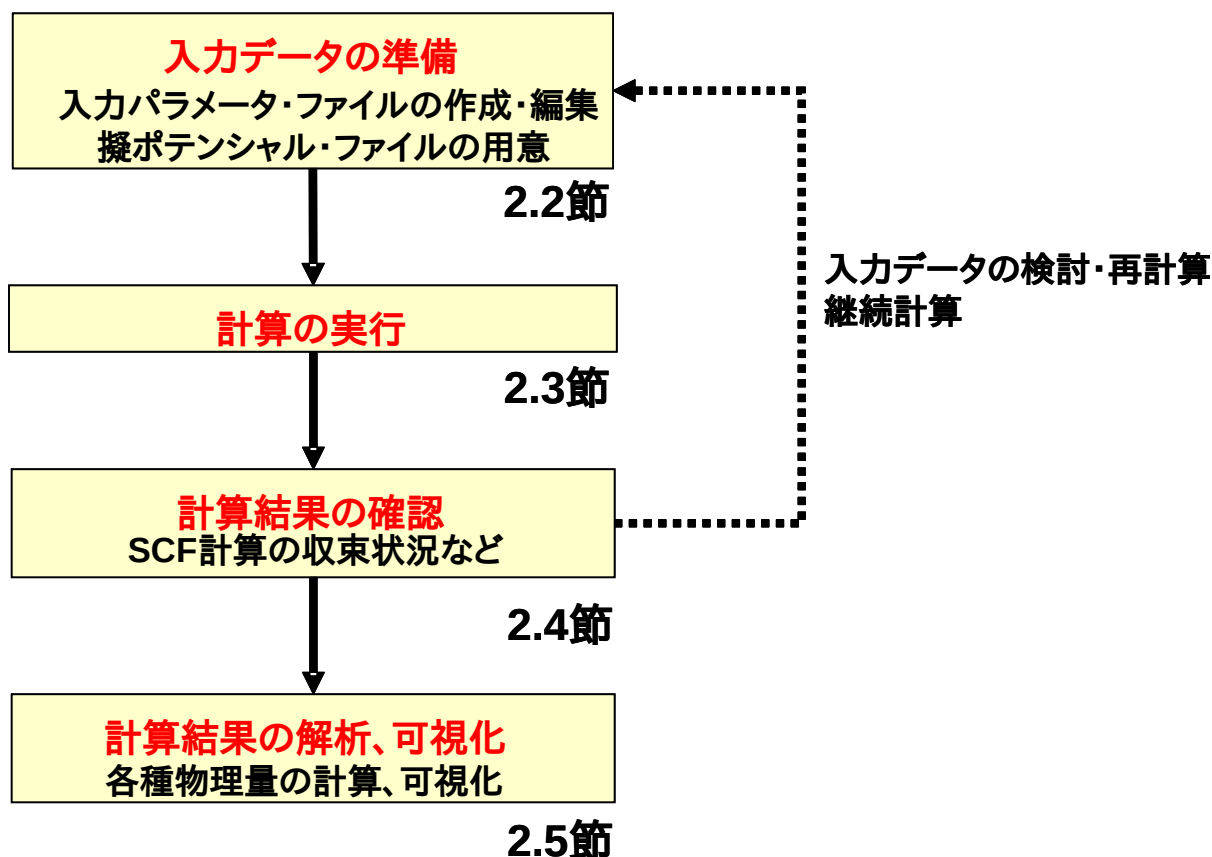 入力データの準備
入力パラメータ・ファイルの作成・編集
擬ポテンシャル・ファイルの用意
2.2節
入力データの検討・再計算
継続計算
計算の実行
2.3節
計算結果の確認
SCF計算の収束状況など
2.4節
計算結果の解析、可視化
各種物理量の計算、可視化
2.5節